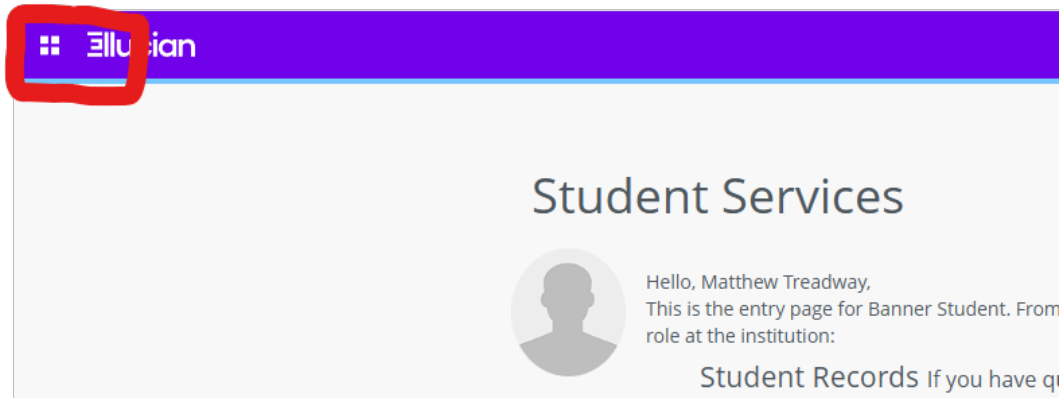 Ellucian
Student Services
Hello, Matthew Treadway,
This is the entry page for Banner Student. From
role at the institution:
Student Records If you have